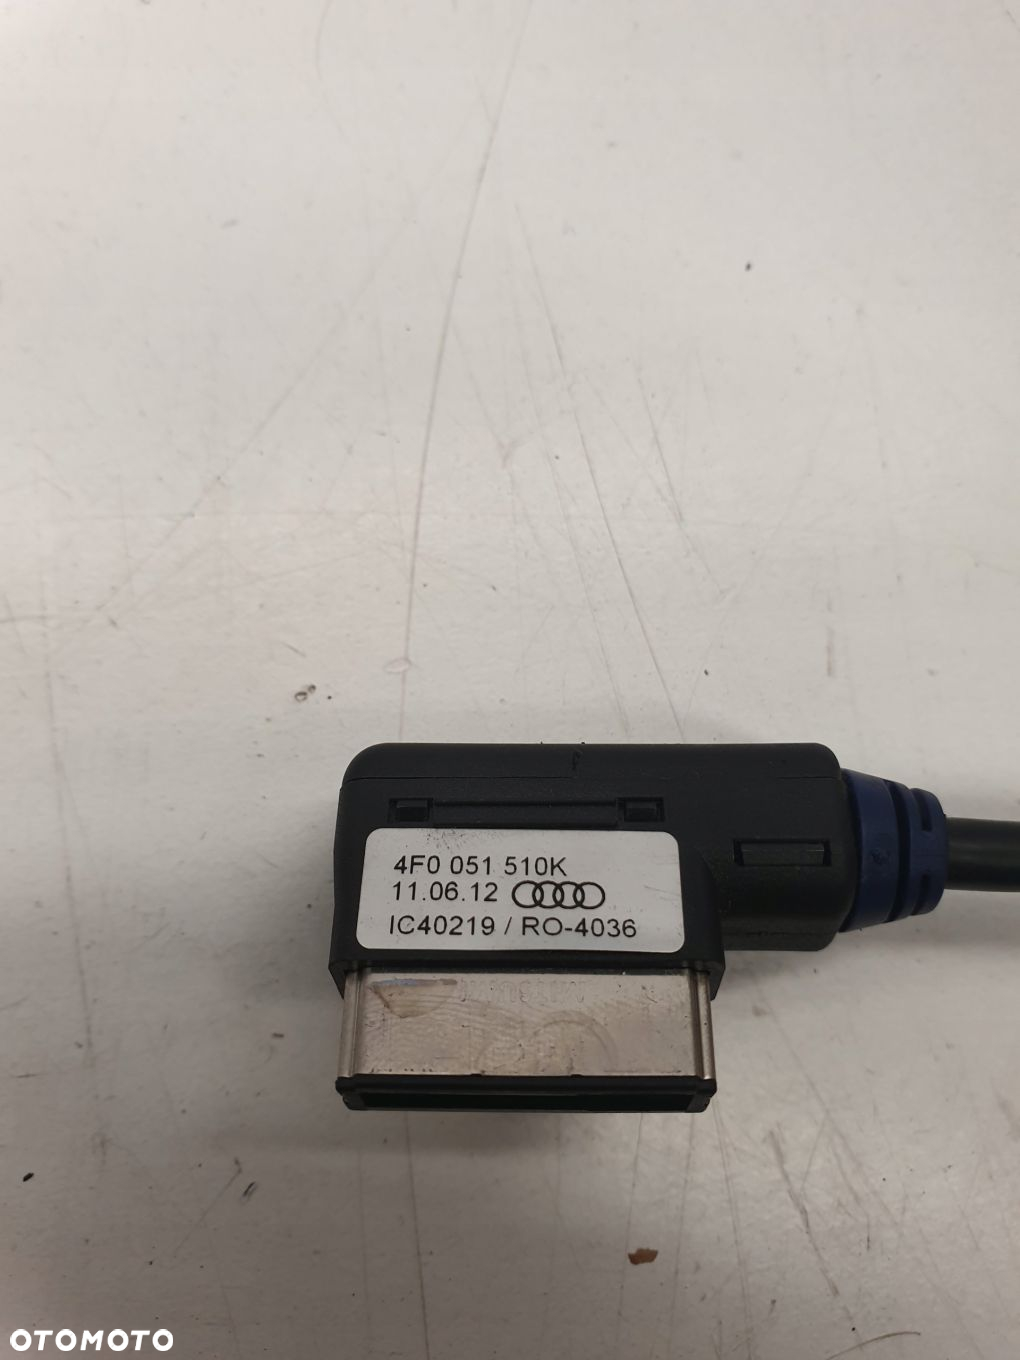 4F0 051 510K
11.06.12
IC40219 / RO-4036
OTOMOTO